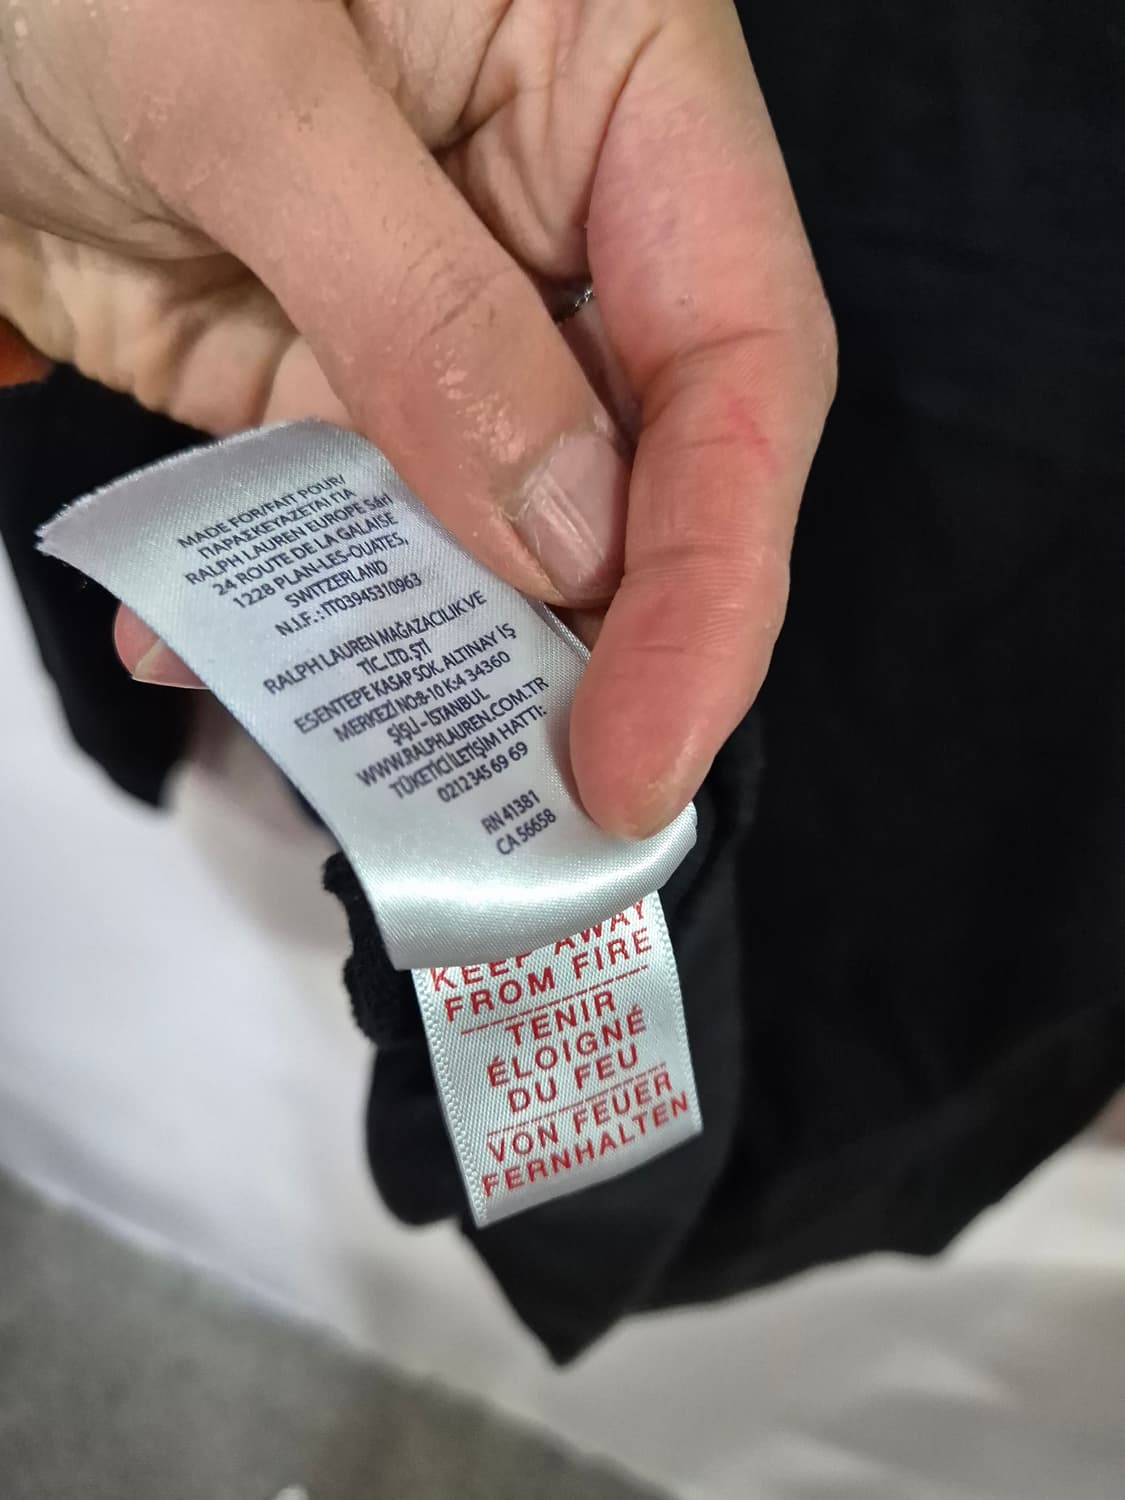 MADE FOR/FAIT POUR/
ΠΑΡΑΣΚΕΥΑΖΕΤΑΙ ΓΙΑ
RALPH LAUREN EUROPE Sàrl
24 ROUTE DE LA GALAISE
1228 PLAN-LES-OUATES,
SWITZERLAND
N.I.F. : IT03945310963
RALPH LAUREN MAĞAZACILIK VE
TİC. LTD. ŞTİ
ESENTEPE KASAP SOK. ALTINAY İŞ
MERKEZİ NO:8-10 K:4 34360
ŞİŞLİ – İSTANBUL
WWW.RALPHLAUREN.COM.TR
TÜKETİCİ İLETİŞİM HATTI:
0212 345 69 69
RN 41381
CA 56658
KEEP AWAY
FROM FIRE
TENIR
ÉLOIGNÉ
DU FEU
VON FEUER
FERNHALTEN